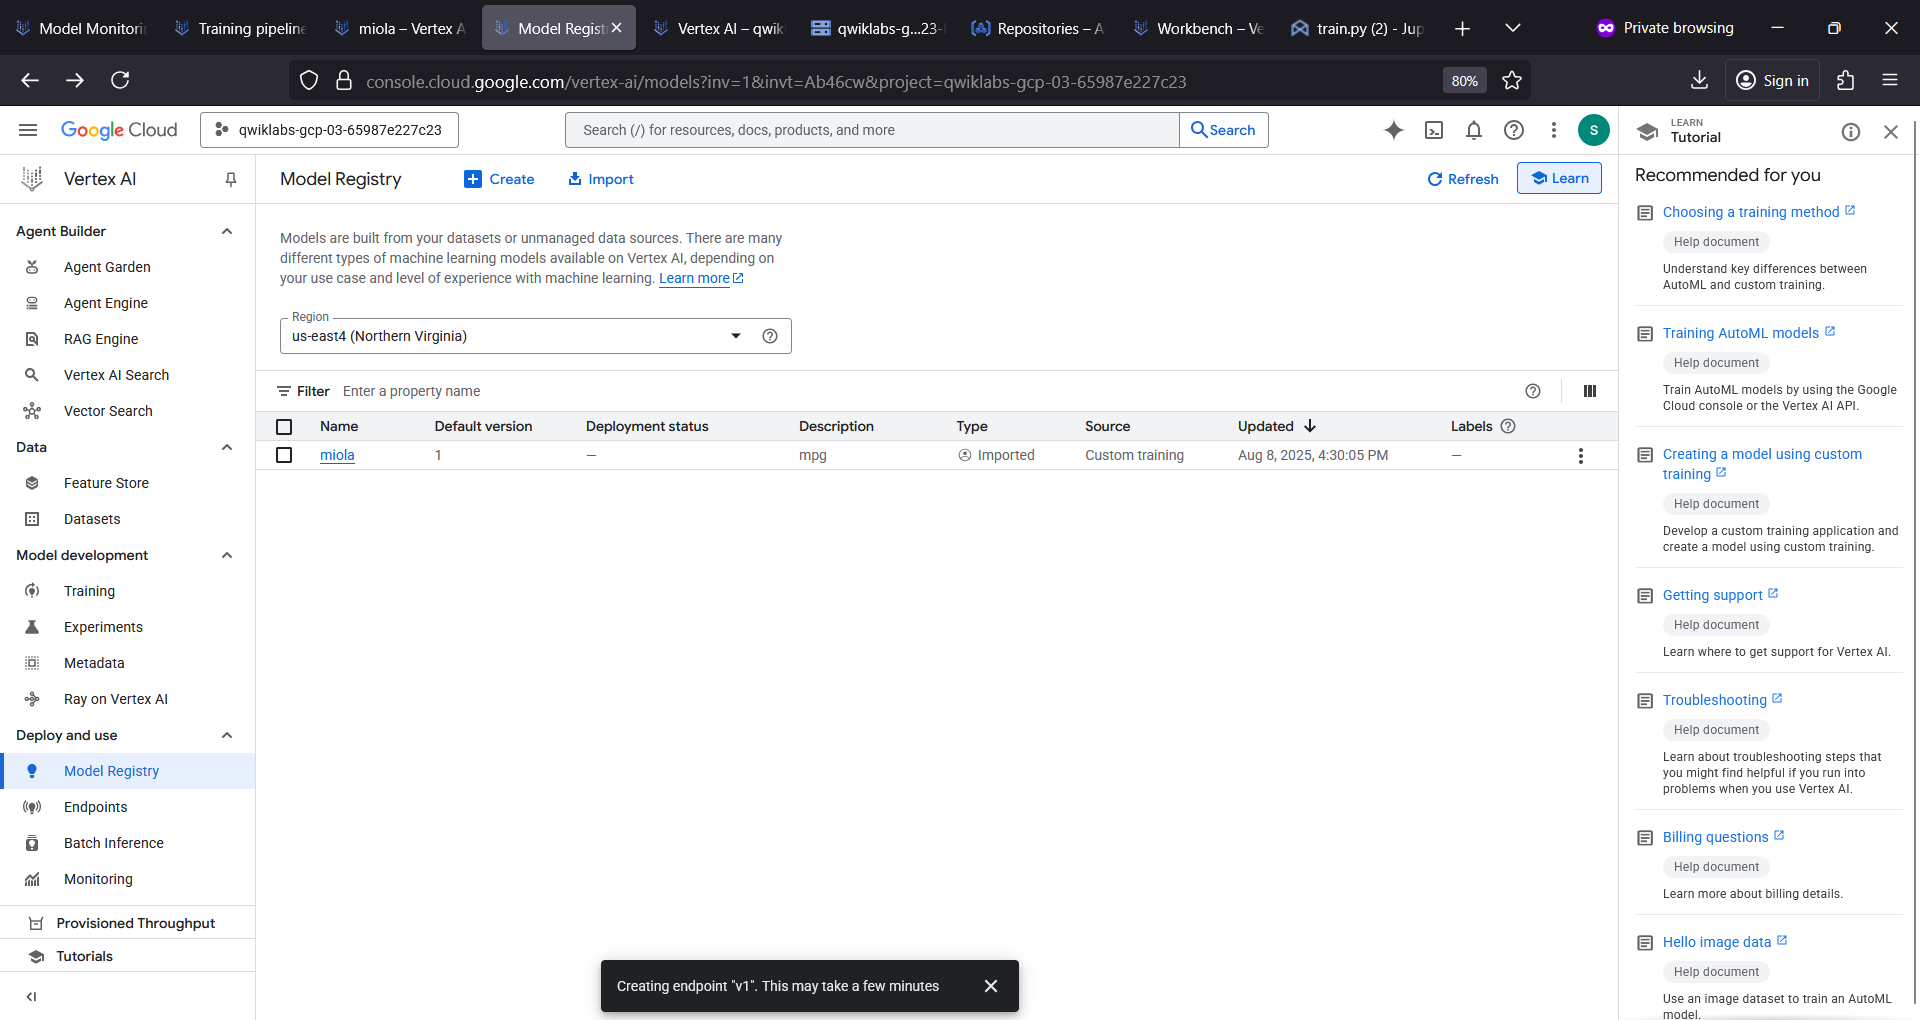 Model Monitorin
Training pipeline
miola – Vertex A
Model Registr
Vertex AI – qwik
qwiklabs-g...23-
Repositories – A
Workbench – Ve
train.py (2) - Jup
Private browsing
console.cloud.google.com/vertex-ai/models?inv=1&invt=Ab46cw&project=qwiklabs-gcp-03-65987e227c23
80%
Sign in
Google Cloud
qwiklabs-gcp-03-65987e227c23
Search (/) for resources, docs, products, and more
Search
S
LEARN
Tutorial
Vertex AI
Agent Builder
Agent Garden
Agent Engine
RAG Engine
Vertex AI Search
Vector Search
Data
Feature Store
Datasets
Model development
Training
Experiments
Metadata
Ray on Vertex AI
Deploy and use
Model Registry
Endpoints
Batch Inference
Monitoring
Provisioned Throughput
Tutorials
Model Registry
Create
Import
Refresh
Learn
Models are built from your datasets or unmanaged data sources. There are many
different types of machine learning models available on Vertex AI, depending on
your use case and level of experience with machine learning. Learn more
Region
us-east4 (Northern Virginia)
Filter Enter a property name
Name Default version Deployment status Description Type Source Updated Labels
miola 1 — mpg Imported Custom training Aug 8, 2025, 4:30:05 PM —
Creating endpoint "v1". This may take a few minutes
Recommended for you
Choosing a training method
Help document
Understand key differences between
AutoML and custom training.
Training AutoML models
Help document
Train AutoML models by using the Google
Cloud console or the Vertex AI API.
Creating a model using custom
training
Help document
Develop a custom training application and
create a model using custom training.
Getting support
Help document
Learn where to get support for Vertex AI.
Troubleshooting
Help document
Learn about troubleshooting steps that
you might find helpful if you run into
problems when you use Vertex AI.
Billing questions
Help document
Learn more about billing details.
Hello image data
Help document
Use an image dataset to train an AutoML
model.